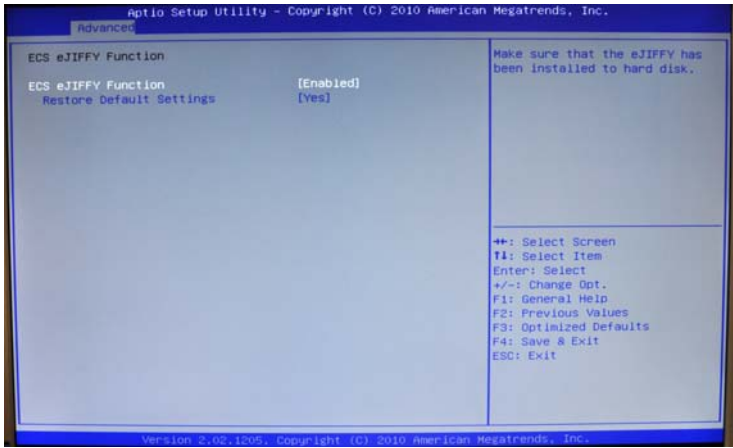 Aptio Setup Utility - Copyright (C) 2010 American Megatrends, Inc.
Advanced
ECS eJIFFY Function
ECS eJIFFY Function [Enabled]
Restore Default Settings [Yes]
Make sure that the eJIFFY has
been installed to hard disk.
→←: Select Screen
↑↓: Select Item
Enter: Select
+/-: Change Opt.
F1: General Help
F2: Previous Values
F3: Optimized Defaults
F4: Save & Exit
ESC: Exit
Version 2.02.1205. Copyright (C) 2010 American Megatrends, Inc.